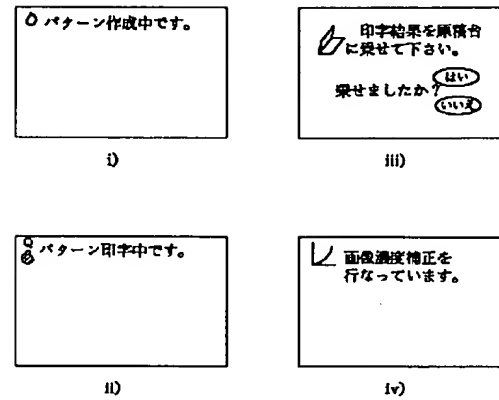 パターン作成中です。
i)
印字結果を原稿台
に乗せて下さい。
乗せましたか?
はい
いいえ
iii)
パターン印字中です。
ii)
画像濃度補正を
行なっています。
iv)